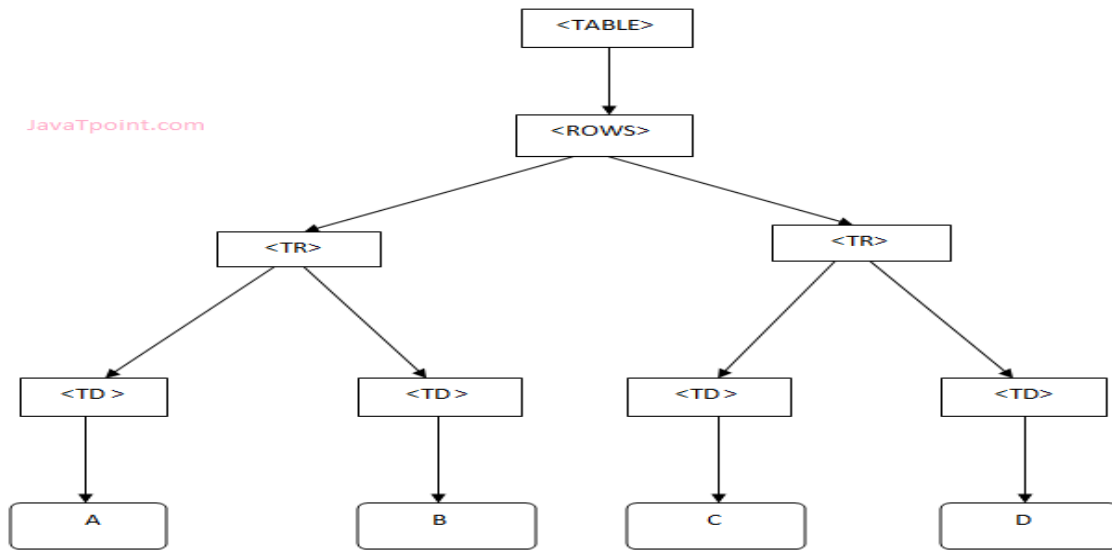 <TABLE>
JavaTpoint.com
<ROWS>
<TR>
<TR>
<TD >
<TD >
<TD >
<TD>
A
B
C
D